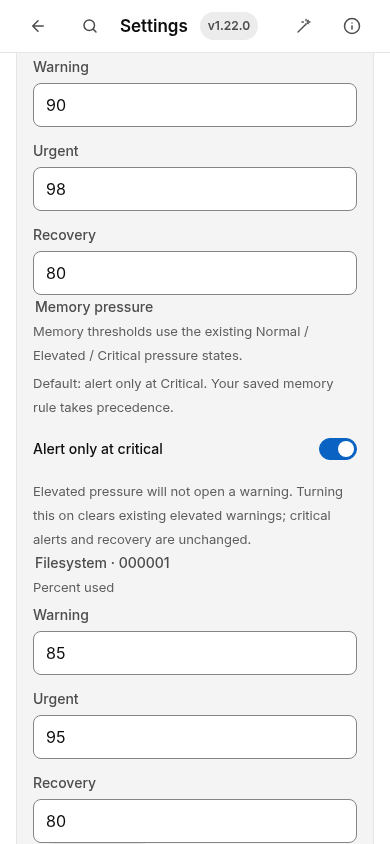 Settings v1.22.0
Warning
90
Urgent
98
Recovery
80
Memory pressure
Memory thresholds use the existing Normal /
Elevated / Critical pressure states.
Default: alert only at Critical. Your saved memory
rule takes precedence.
Alert only at critical
Elevated pressure will not open a warning. Turning
this on clears existing elevated warnings; critical
alerts and recovery are unchanged.
Filesystem · 000001
Percent used
Warning
85
Urgent
95
Recovery
80